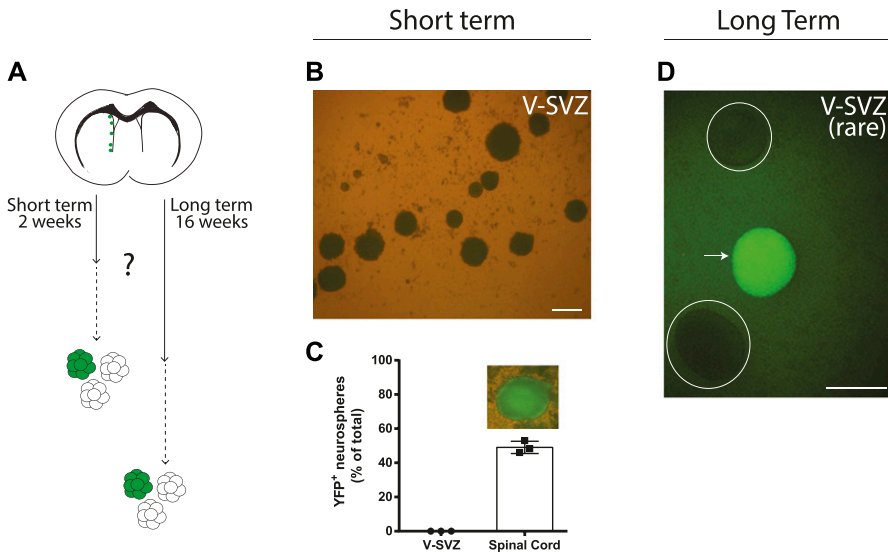 Short term
Long Term
A
Short term
2 weeks
Long term
16 weeks
?
B
V-SVZ
C
100
80
60
40
20
0
YFP+ neurospheres
(% of total)
V-SVZ
Spinal Cord
D
V-SVZ
(rare)